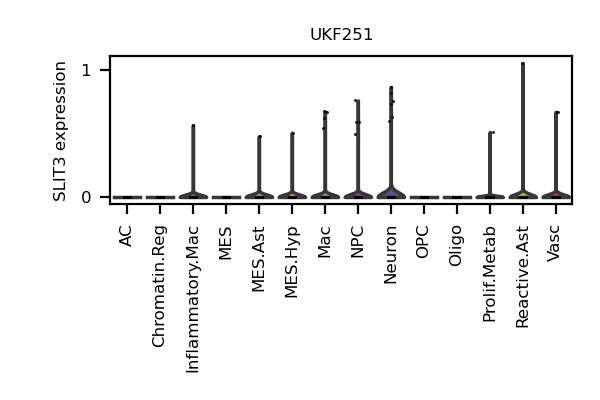 UKF251
SLIT3 expression
1
0
AC
Chromatin.Reg
Inflammatory.Mac
MES
MES.Ast
MES.Hyp
Mac
NPC
Neuron
OPC
Oligo
Prolif.Metab
Reactive.Ast
Vasc